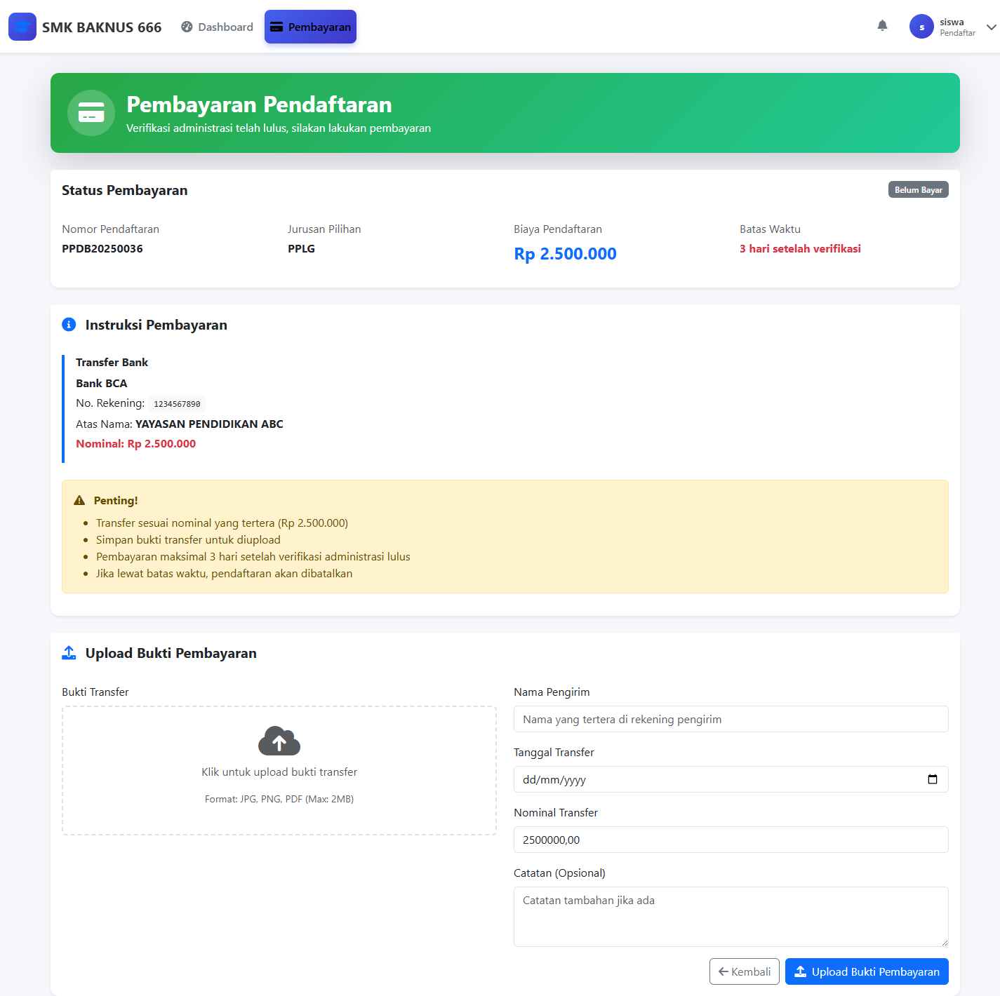 SMK BAKNUS 666
Dashboard
Pembayaran
s
siswa
Pendaftar
Pembayaran Pendaftaran
Verifikasi administrasi telah lulus, silakan lakukan pembayaran
Status Pembayaran
Belum Bayar
Nomor Pendaftaran
PPDB20250036
Jurusan Pilihan
PPLG
Biaya Pendaftaran
Rp 2.500.000
Batas Waktu
3 hari setelah verifikasi
Instruksi Pembayaran
Transfer Bank
Bank BCA
No. Rekening: 1234567890
Atas Nama: YAYASAN PENDIDIKAN ABC
Nominal: Rp 2.500.000
Penting!
Transfer sesuai nominal yang tertera (Rp 2.500.000)
Simpan bukti transfer untuk diupload
Pembayaran maksimal 3 hari setelah verifikasi administrasi lulus
Jika lewat batas waktu, pendaftaran akan dibatalkan
Upload Bukti Pembayaran
Bukti Transfer
Klik untuk upload bukti transfer
Format: JPG, PNG, PDF (Max: 2MB)
Nama Pengirim
Nama yang tertera di rekening pengirim
Tanggal Transfer
dd/mm/yyyy
Nominal Transfer
2500000,00
Catatan (Opsional)
Catatan tambahan jika ada
Kembali
Upload Bukti Pembayaran